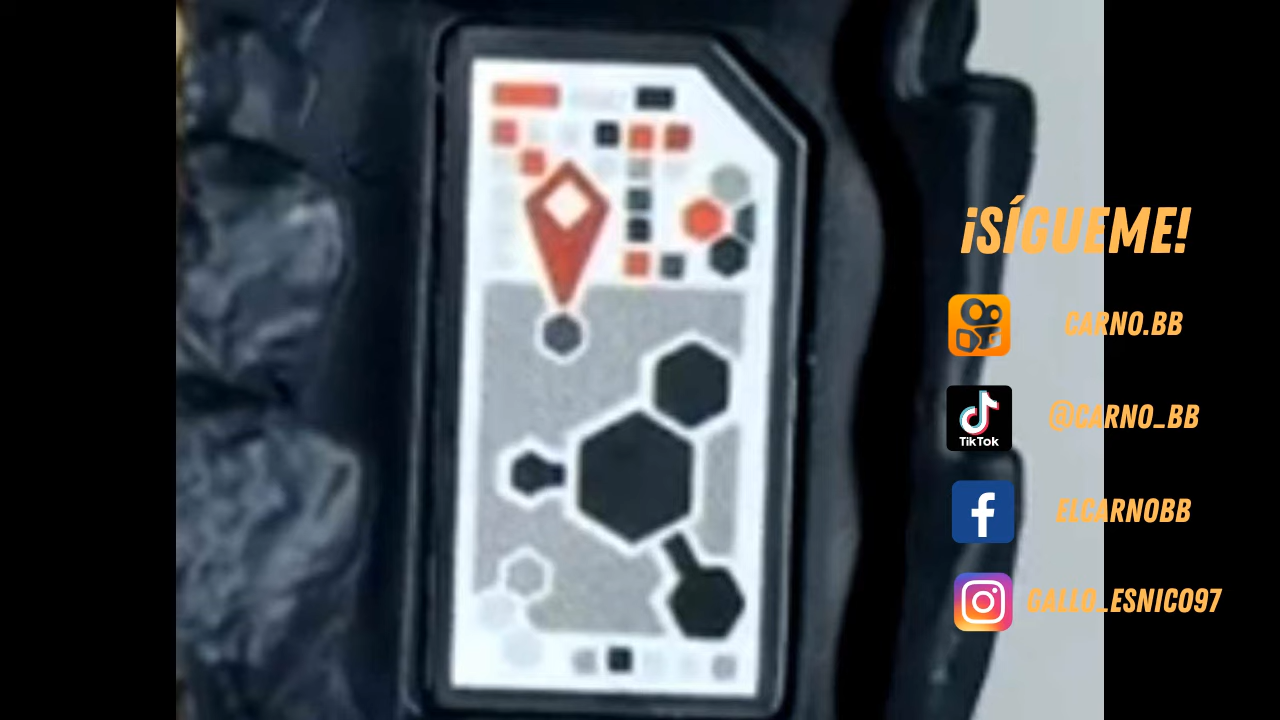 ¡SÍGUEME!
CARNO.BB
@CARNO_BB
TikTok
ELCARNOBB
GALLO_ESNICO97